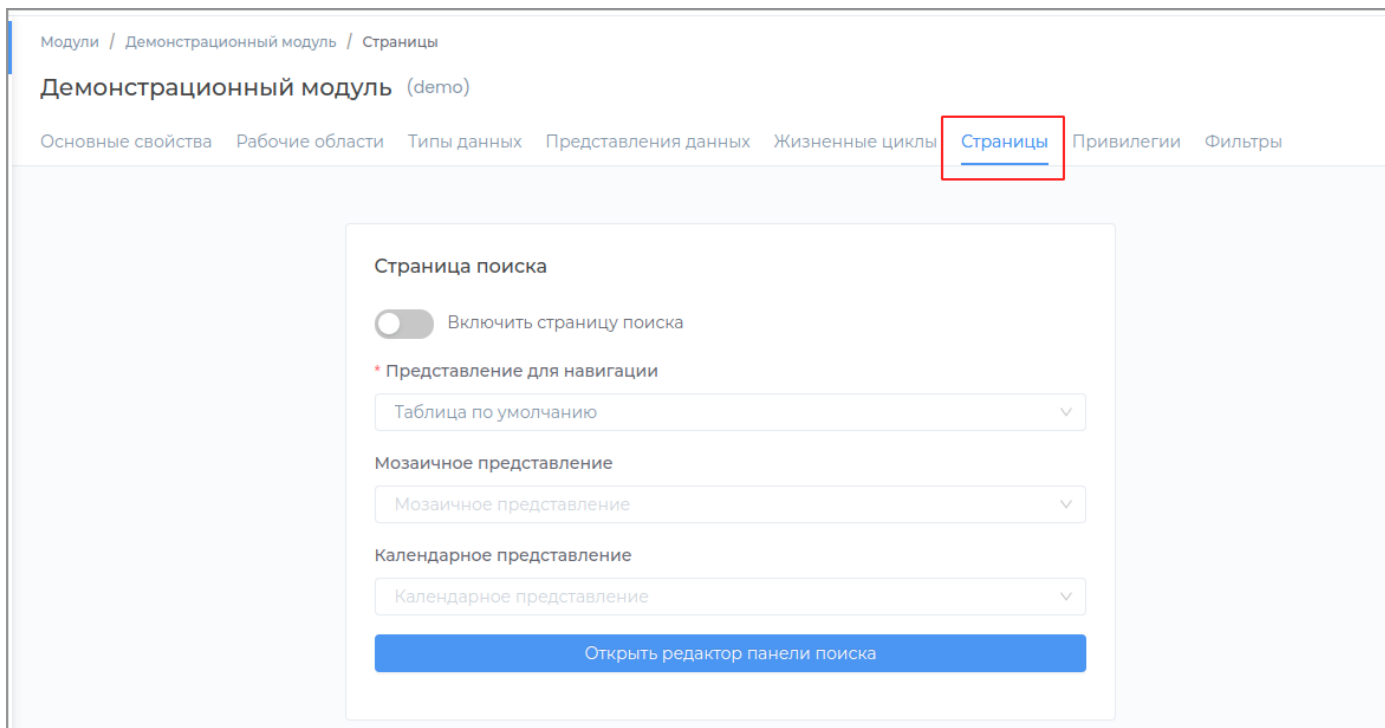 Модули / Демонстрационный модуль / Страницы
Демонстрационный модуль (demo)
Основные свойства Рабочие области Типы данных Представления данных Жизненные циклы Страницы Привилегии Фильтры
Страница поиска
Включить страницу поиска
* Представление для навигации
Таблица по умолчанию
Мозаичное представление
Мозаичное представление
Календарное представление
Календарное представление
Открыть редактор панели поиска